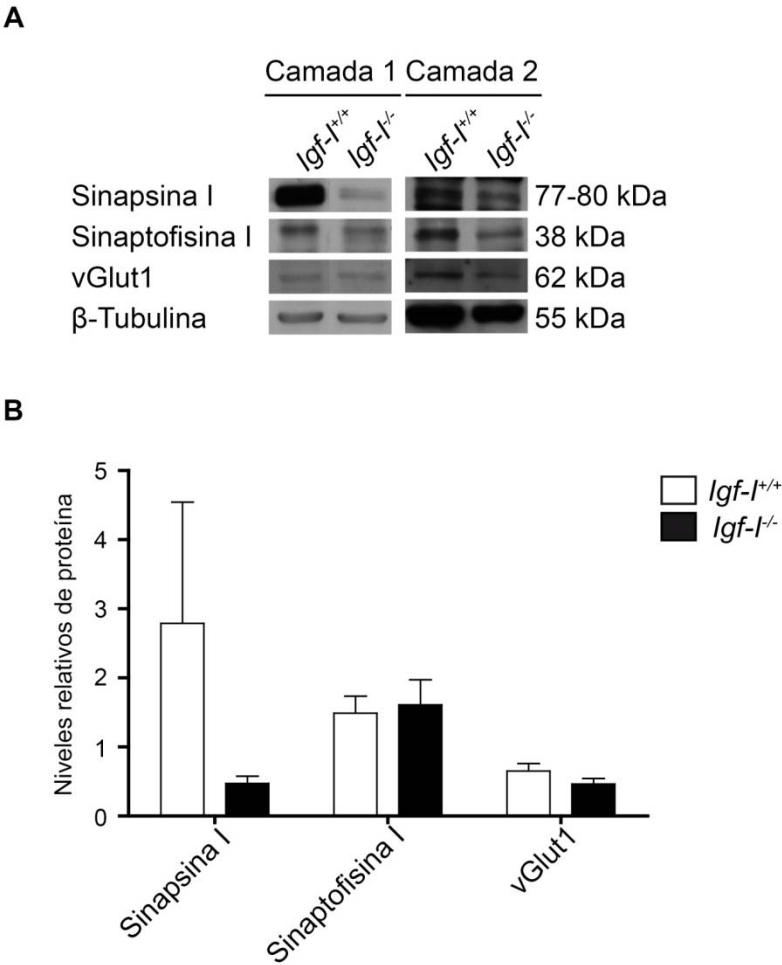 A
Camada 1 Camada 2
Igf-I+/+ Igf-I-/- Igf-I+/+ Igf-I-/-
Sinapsina I 77-80 kDa
Sinaptofisina I 38 kDa
vGlut1 62 kDa
β-Tubulina 55 kDa
B
Niveles relativos de proteína
5
4
3
2
1
0
Igf-I+/+
Igf-I-/-
Sinapsina I
Sinaptofisina I
vGlut1